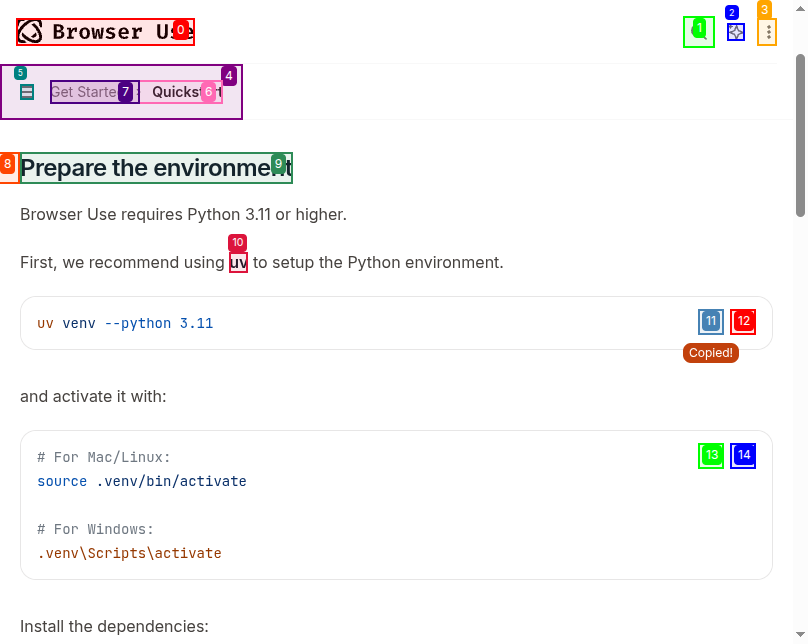 Browser Use
0
1
2
3
4
5
Get Started
7
Quickstart
6
8
Prepare the environment
9
Browser Use requires Python 3.11 or higher.
10
First, we recommend using uv to setup the Python environment.
uv venv --python 3.11
11
12
Copied!
and activate it with:
# For Mac/Linux:
13
14
source .venv/bin/activate
# For Windows:
.venv\Scripts\activate
Install the dependencies: